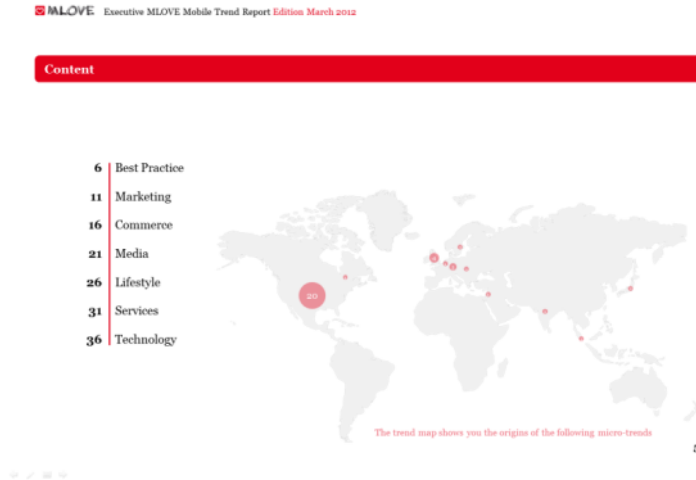 MLOVE Executive MLOVE Mobile Trend Report Edition March 2012
Content
6 Best Practice
11 Marketing
16 Commerce
21 Media
26 Lifestyle
31 Services
36 Technology
20
The trend map shows you the origins of the following micro-trends